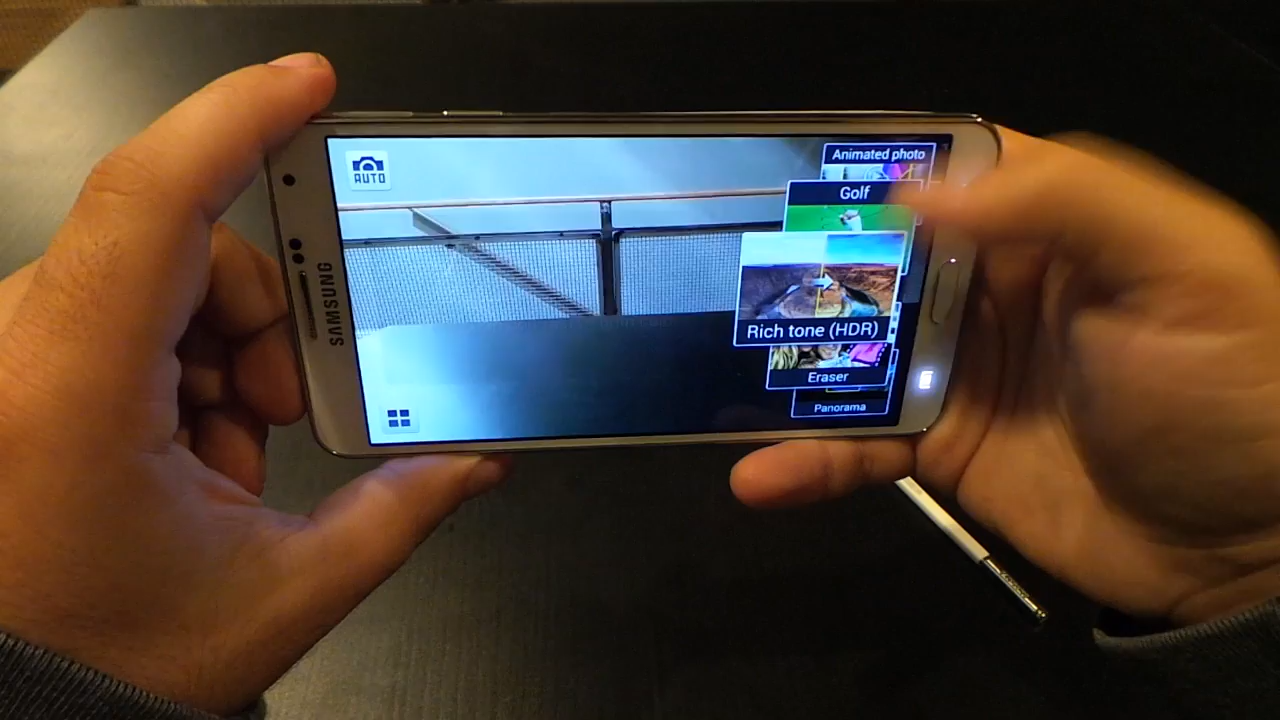 SAMSUNG
AUTO
Animated photo
Golf
Rich tone (HDR)
Eraser
Panorama